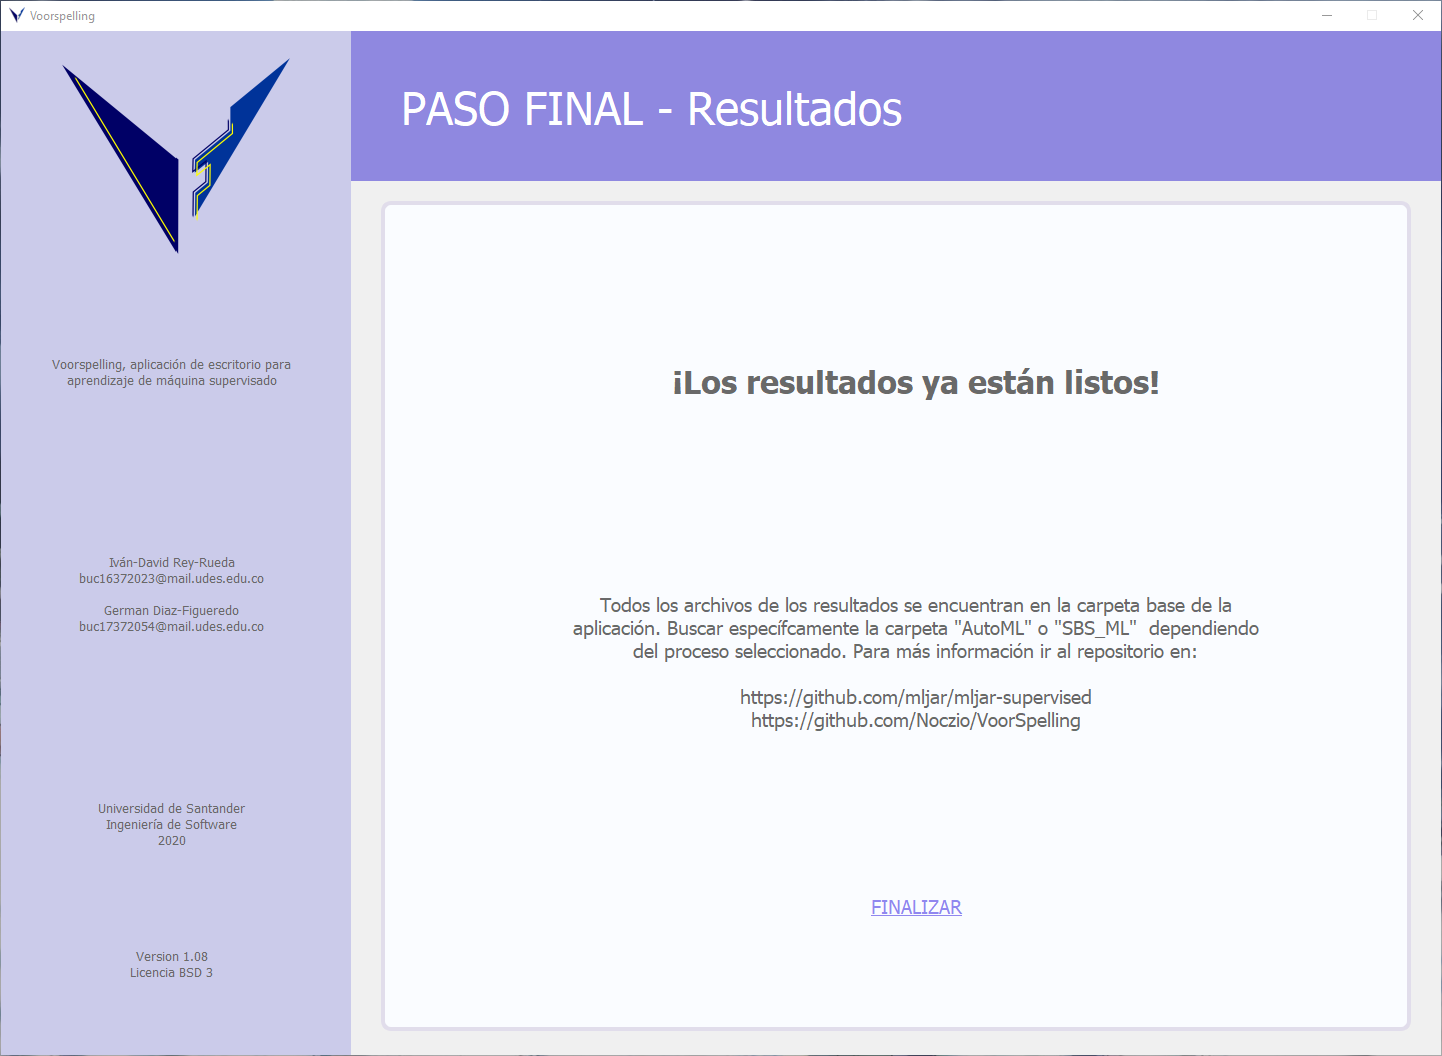 Voorspelling
Voorspelling, aplicación de escritorio para
aprendizaje de máquina supervisado
Iván-David Rey-Rueda
buc16372023@mail.udes.edu.co
German Diaz-Figueredo
buc17372054@mail.udes.edu.co
Universidad de Santander
Ingeniería de Software
2020
Version 1.08
Licencia BSD 3
PASO FINAL - Resultados
¡Los resultados ya están listos!
Todos los archivos de los resultados se encuentran en la carpeta base de la
aplicación. Buscar específcamente la carpeta "AutoML" o "SBS_ML"  dependiendo
del proceso seleccionado. Para más información ir al repositorio en:
https://github.com/mljar/mljar-supervised
https://github.com/Noczio/VoorSpelling
FINALIZAR